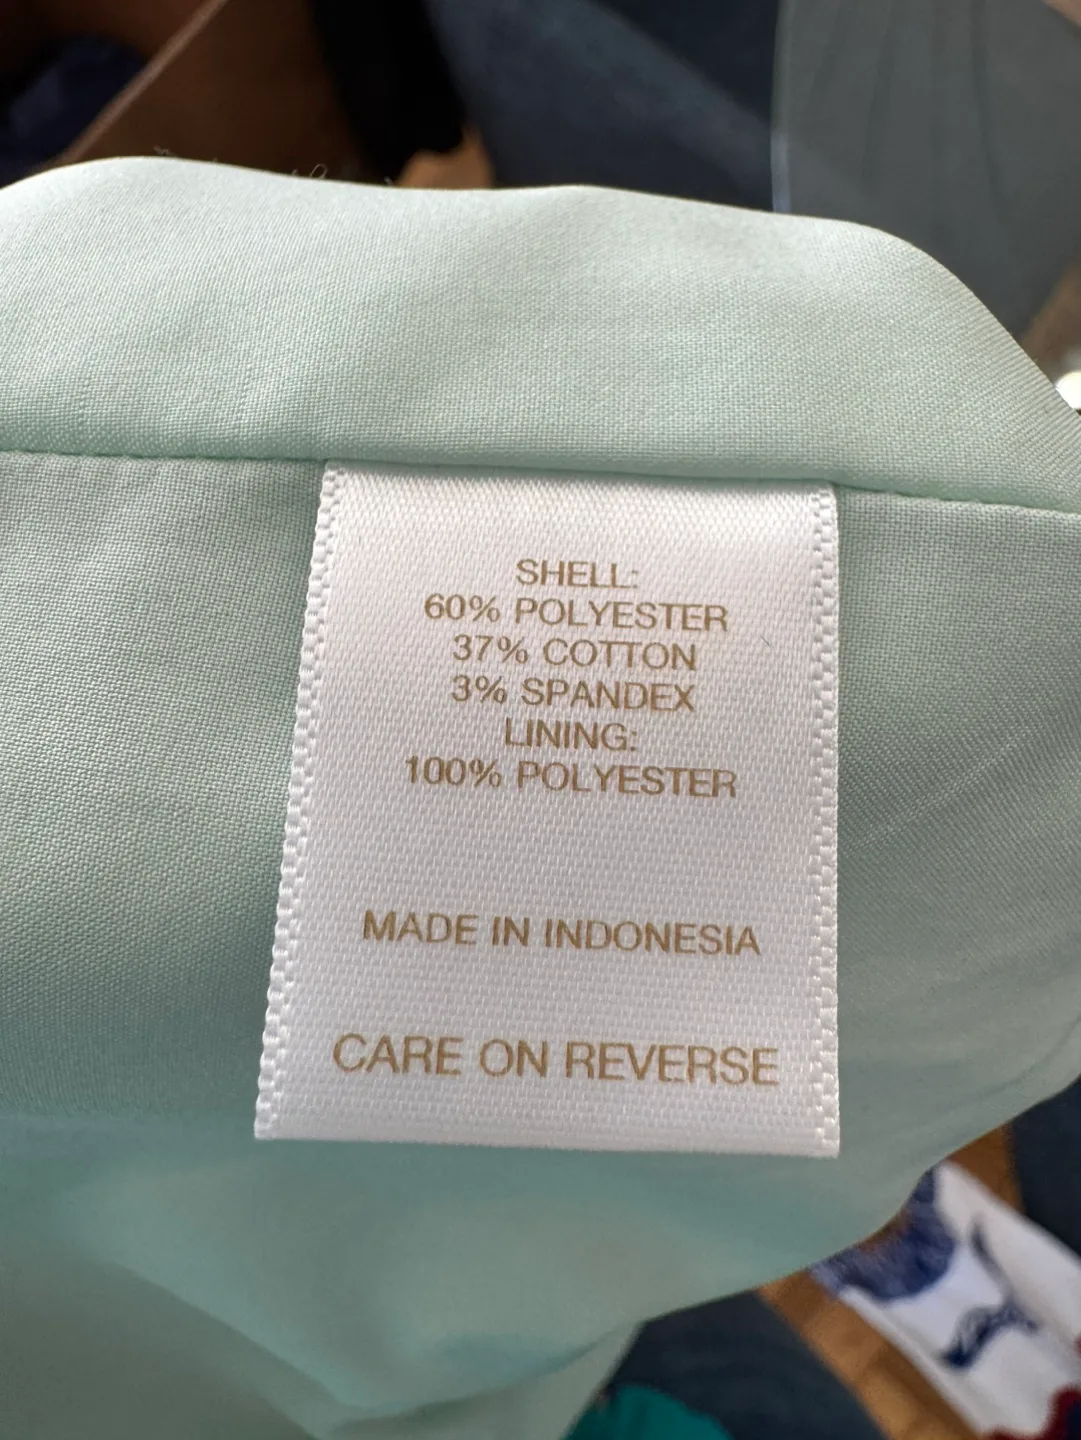 SHELL:
60% POLYESTER
37% COTTON
3% SPANDEX
LINING:
100% POLYESTER
MADE IN INDONESIA
CARE ON REVERSE